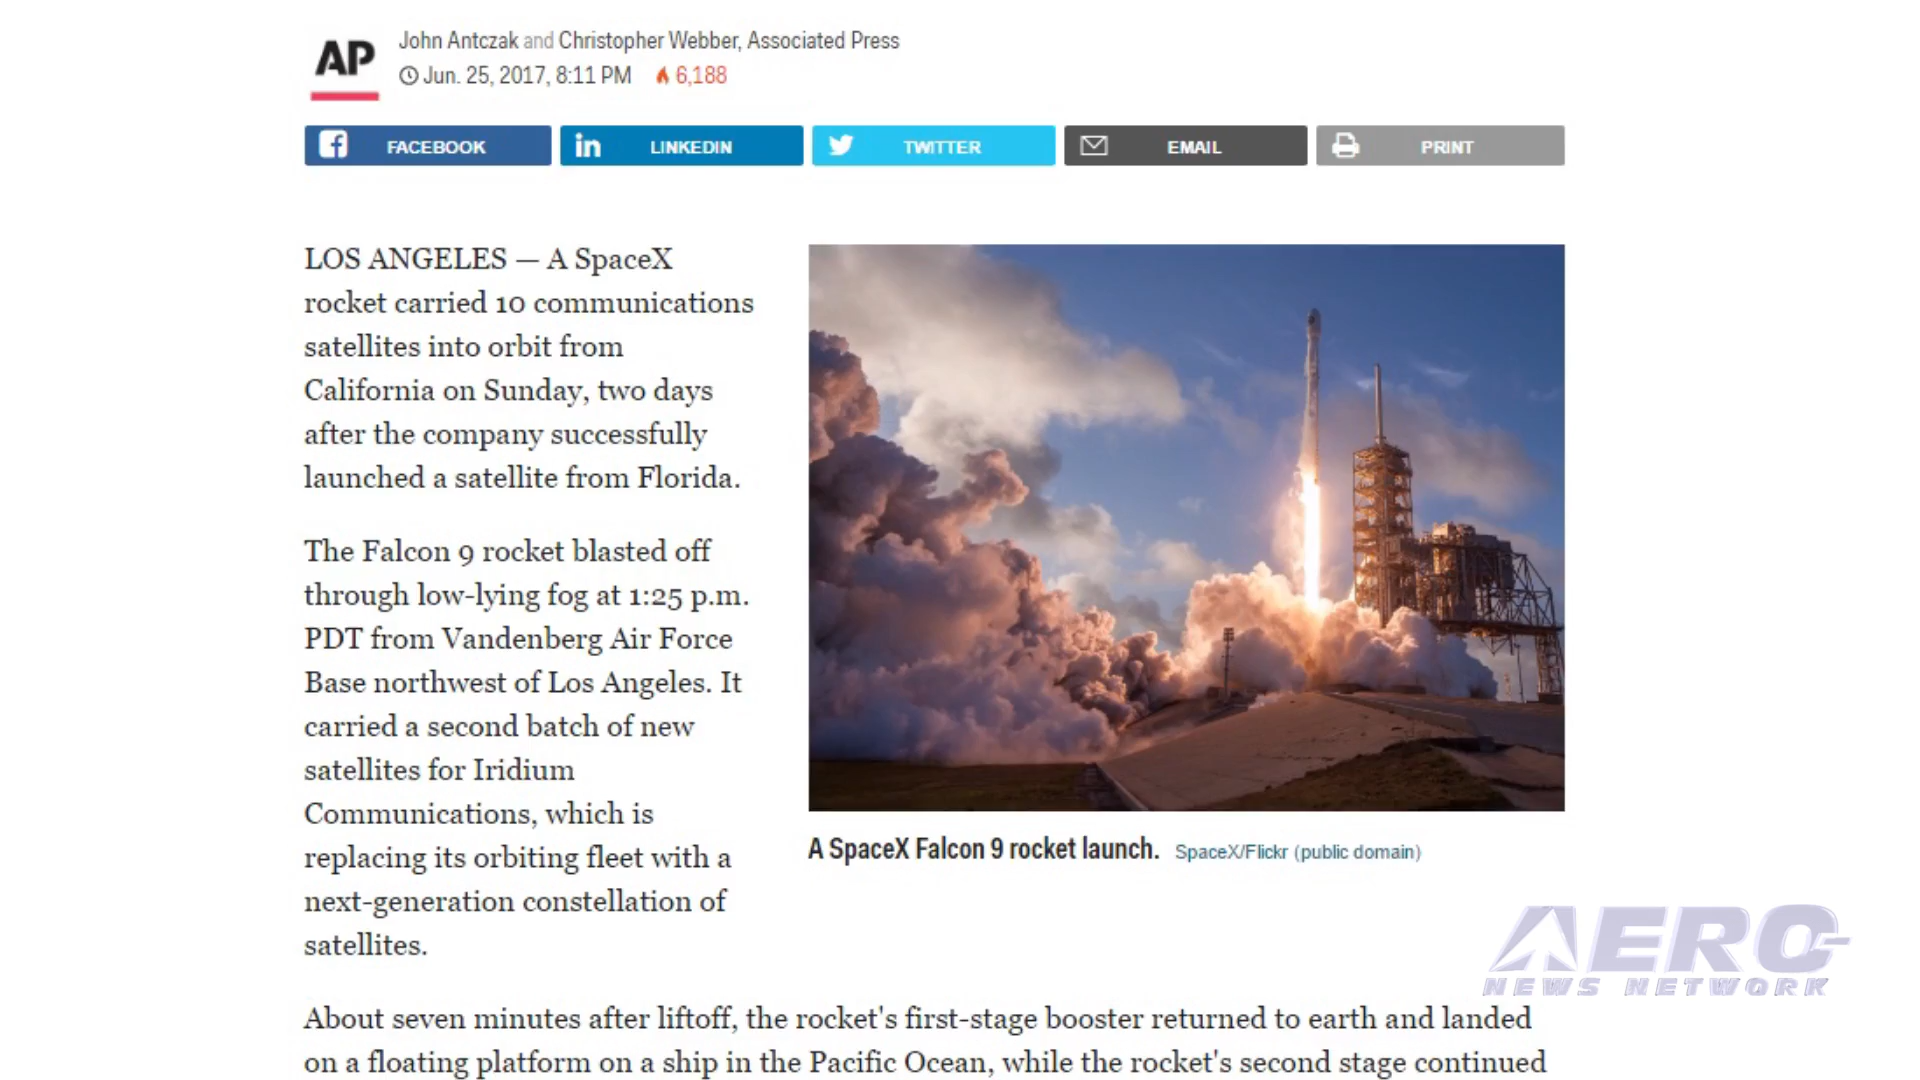 AP
John Antczak and Christopher Webber, Associated Press
Jun. 25, 2017, 8:11 PM 6,188
FACEBOOK
LINKEDIN
TWITTER
EMAIL
PRINT
LOS ANGELES — A SpaceX
rocket carried 10 communications
satellites into orbit from
California on Sunday, two days
after the company successfully
launched a satellite from Florida.
The Falcon 9 rocket blasted off
through low-lying fog at 1:25 p.m.
PDT from Vandenberg Air Force
Base northwest of Los Angeles. It
carried a second batch of new
satellites for Iridium
Communications, which is
replacing its orbiting fleet with a
next-generation constellation of
satellites.
A SpaceX Falcon 9 rocket launch. SpaceX/Flickr (public domain)
AERO-
NEWS NETWORK
About seven minutes after liftoff, the rocket's first-stage booster returned to earth and landed
on a floating platform on a ship in the Pacific Ocean, while the rocket's second stage continued